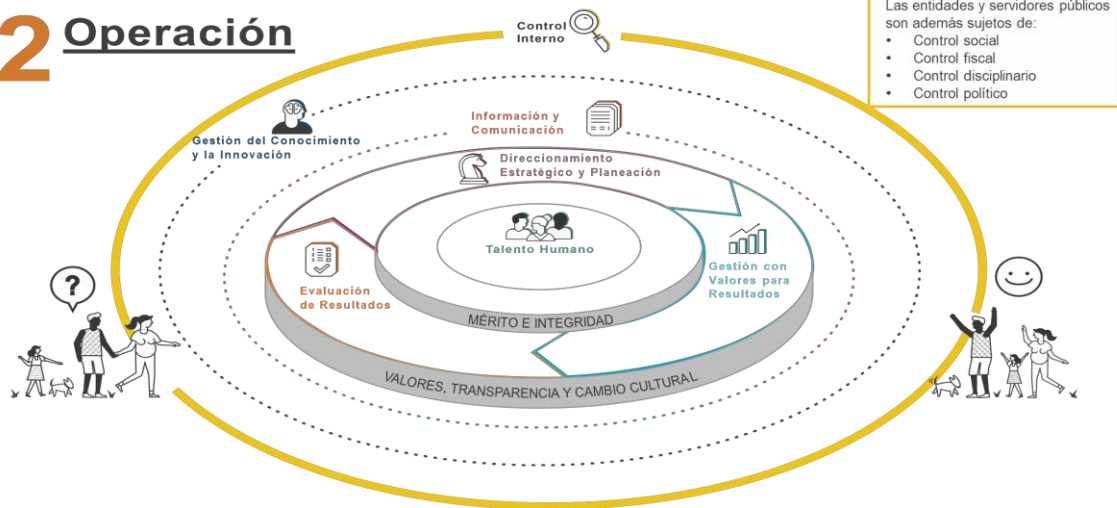 2 Operación
Control
Interno
Las entidades y servidores públicos
son además sujetos de:
• Control social
• Control fiscal
• Control disciplinario
• Control político
Gestión del Conocimiento
y la Innovación
Información y
Comunicación
Direccionamiento
Estratégico y Planeación
Talento Humano
Gestión con
Valores para
Resultados
Evaluación
de Resultados
MÉRITO E INTEGRIDAD
VALORES, TRANSPARENCIA Y CAMBIO CULTURAL
?